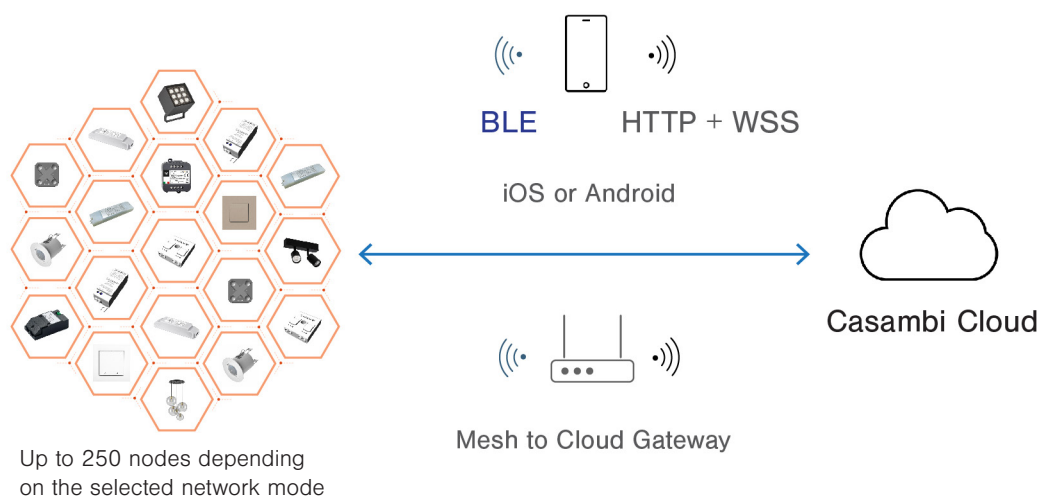 BLE
HTTP + WSS
iOS or Android
Casambi Cloud
Mesh to Cloud Gateway
Up to 250 nodes depending
on the selected network mode